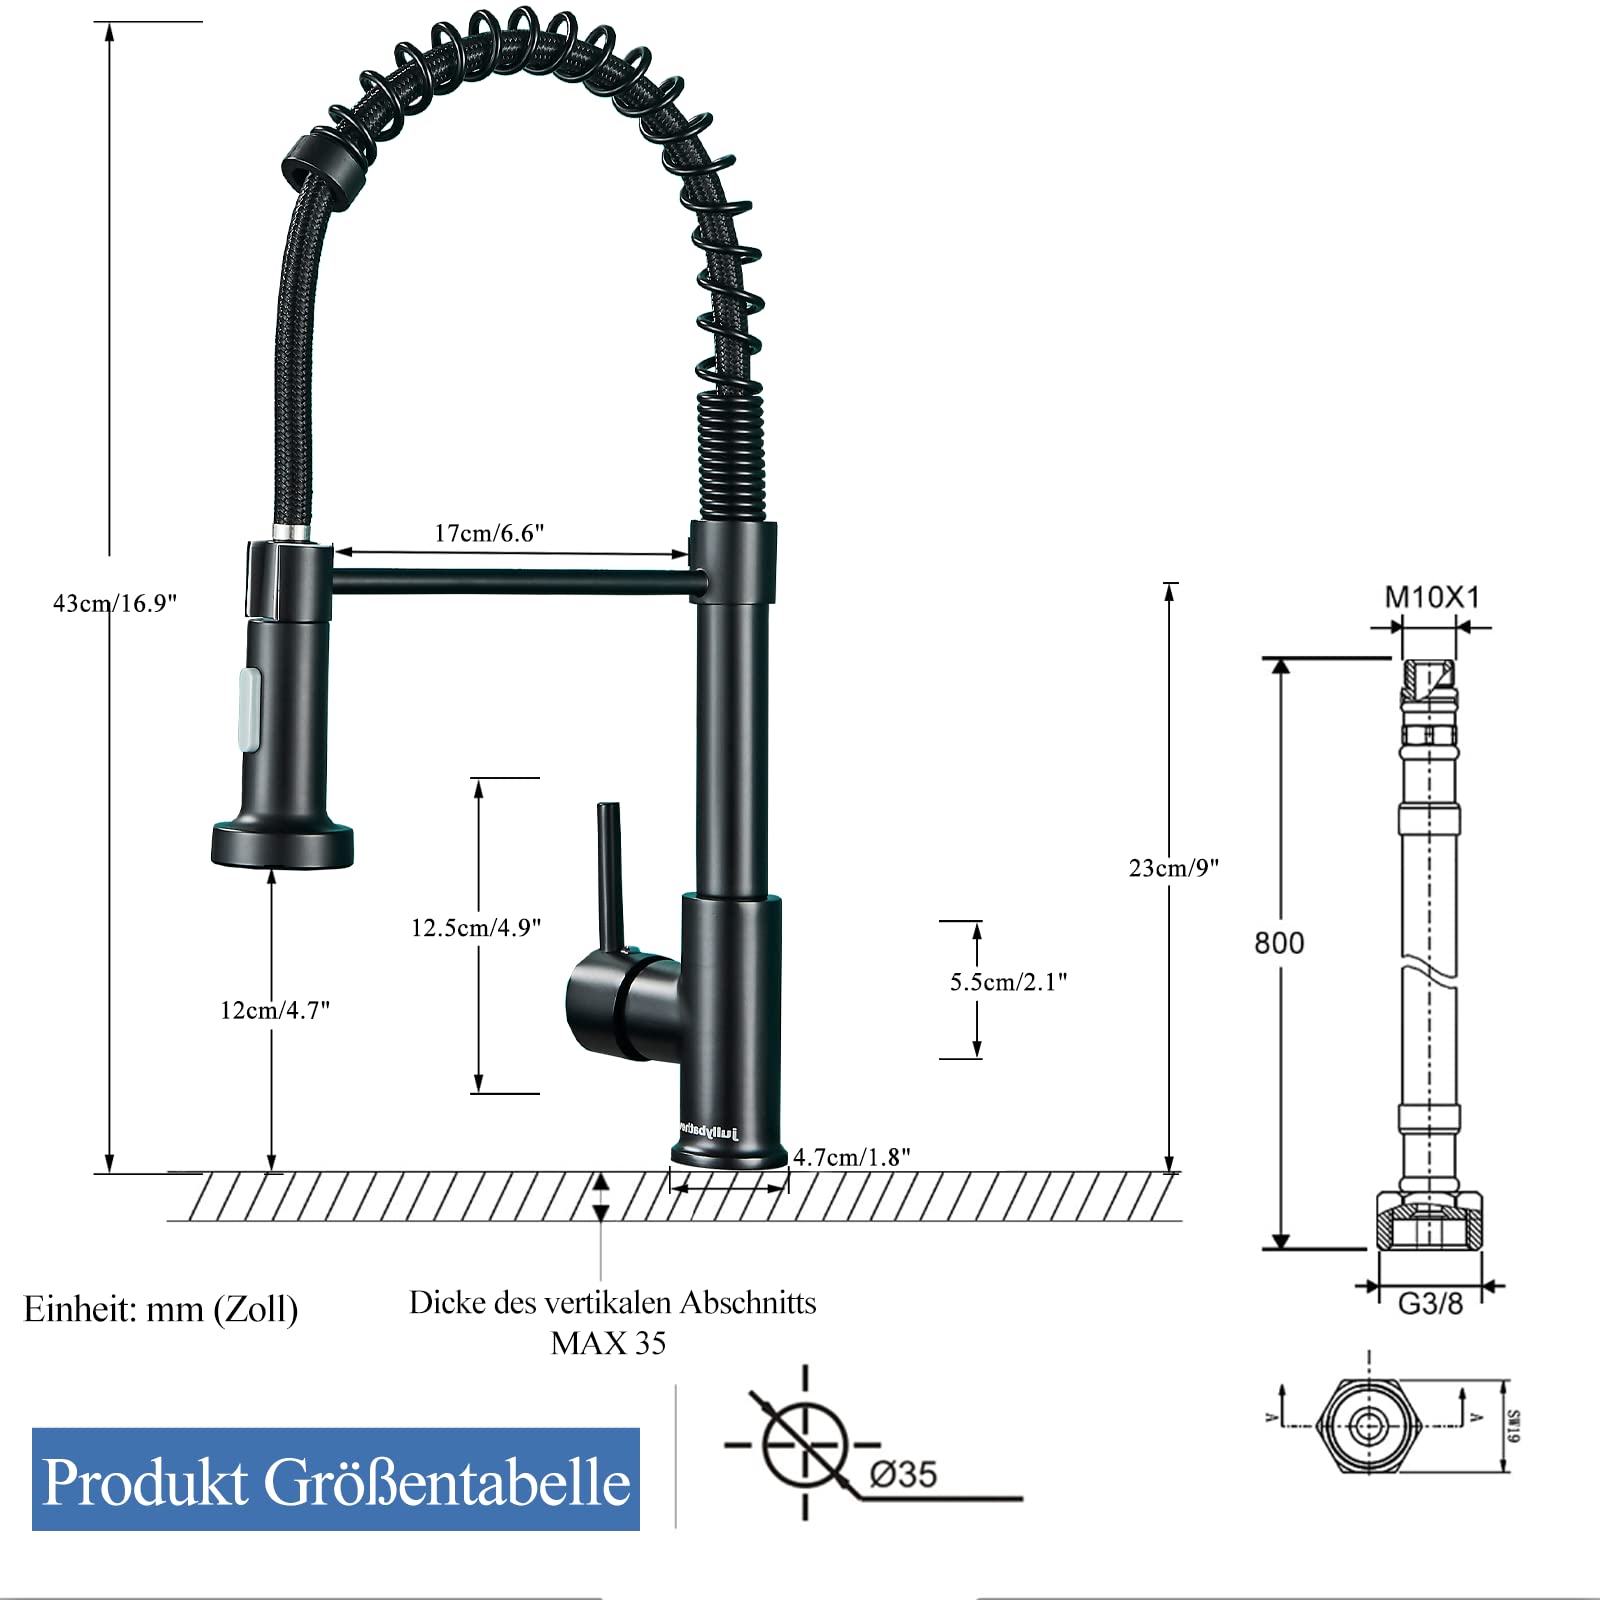 17cm/6.6"
43cm/16.9"
M10X1
23cm/9"
12.5cm/4.9"
800
5.5cm/2.1"
12cm/4.7"
jullybathe
4.7cm/1.8"
Einheit: mm (Zoll)
Dicke des vertikalen Abschnitts
MAX 35
G3/8
A
A
SW19
Ø35
Produkt Größentabelle